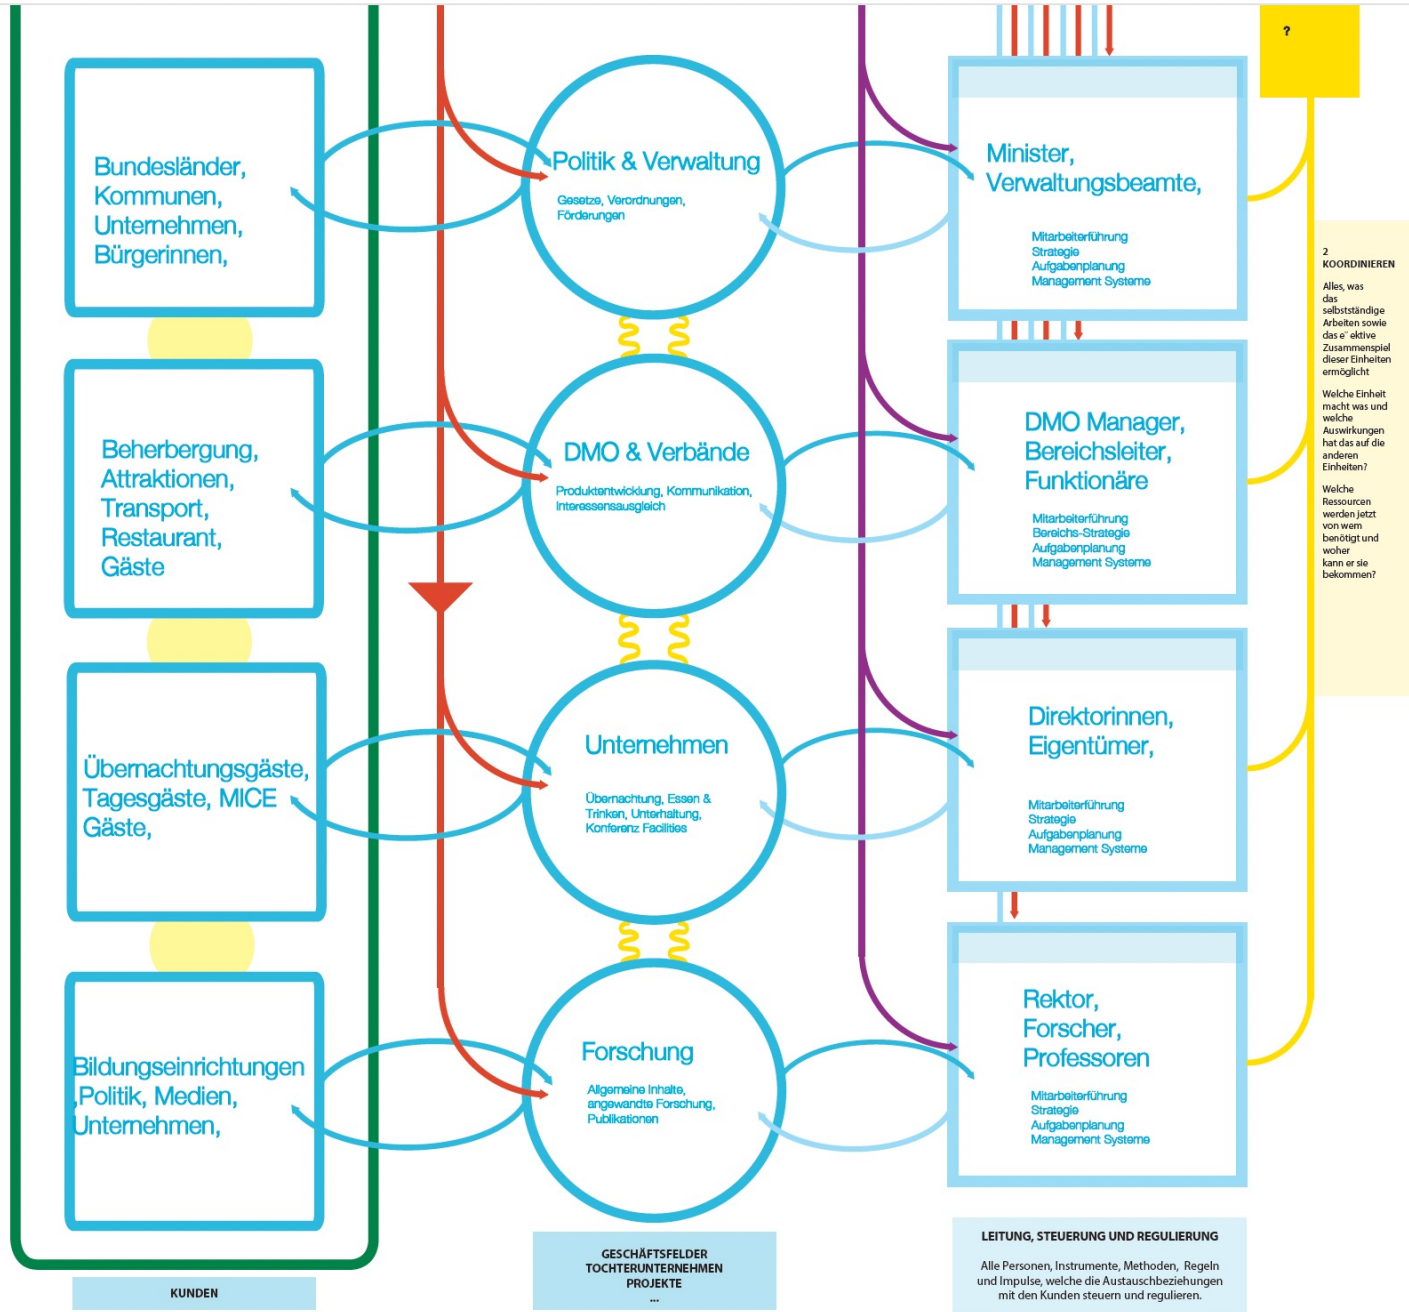 ?
Bundesländer,
Kommunen,
Unternehmen,
Bürgerinnen,
Politik & Verwaltung
Gesetze, Verordnungen,
Förderungen
Minister,
Verwaltungsbeamte,
Mitarbeiterführung
Strategie
Aufgabenplanung
Management Systeme
2
KOORDINIEREN
Alles, was
das
selbstständige
Arbeiten sowie
das e¨ ektive
Zusammenspiel
dieser Einheiten
ermöglicht
Welche Einheit
macht was und
welche
Auswirkungen
hat das auf die
anderen
Einheiten?
Welche
Ressourcen
werden jetzt
von wem
benötigt und
woher
kann er sie
bekommen?
Beherbergung,
Attraktionen,
Transport,
Restaurant,
Gäste
DMO & Verbände
Produktentwicklung, Kommunikation,
Interessensausgleich
DMO Manager,
Bereichsleiter,
Funktionäre
Mitarbeiterführung
Bereichs-Strategie
Aufgabenplanung
Management Systeme
Übernachtungsgäste,
Tagesgäste, MICE
Gäste,
Unternehmen
Übernachtung, Essen &
Trinken, Unterhaltung,
Konferenz Facilities
Direktorinnen,
Eigentümer,
Mitarbeiterführung
Strategie
Aufgabenplanung
Management Systeme
Bildungseinrichtungen
,Politik, Medien,
Unternehmen,
Forschung
Allgemeine Inhalte,
angewandte Forschung,
Publikationen
Rektor,
Forscher,
Professoren
Mitarbeiterführung
Strategie
Aufgabenplanung
Management Systeme
KUNDEN
GESCHÄFTSFELDER
TOCHTERUNTERNEHMEN
PROJEKTE
...
LEITUNG, STEUERUNG UND REGULIERUNG
Alle Personen, Instrumente, Methoden, Regeln
und Impulse, welche die Austauschbeziehungen
mit den Kunden steuern und regulieren.